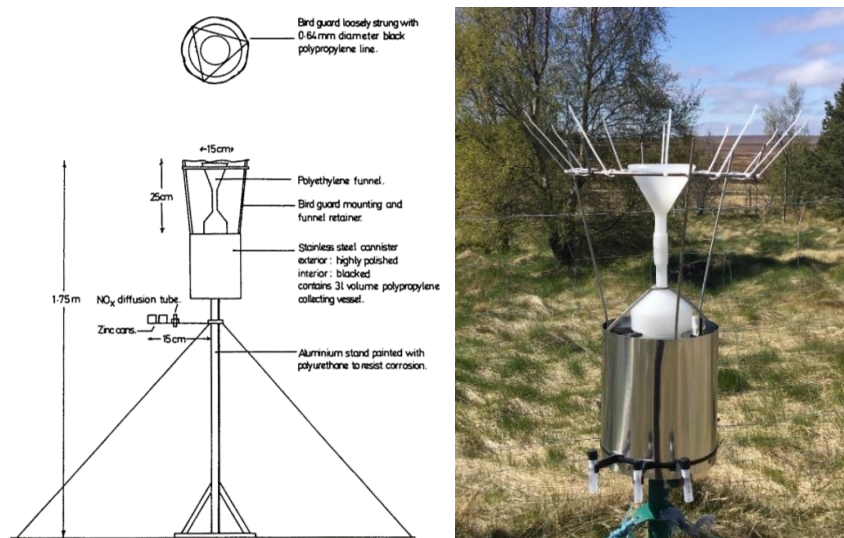 Bird guard loosely strung with
0·64mm diameter black
polypropylene line.
15cm
Polyethylene funnel.
25cm
Bird guard mounting and
funnel retainer.
Stainless steel cannister
exterior : highly polished
interior : blacked
contains 3l volume polypropylene
collecting vessel.
1·75m
NOx diffusion tube.
Zinc cans.
15cm
Aluminium stand painted with
polyurethane to resist corrosion.